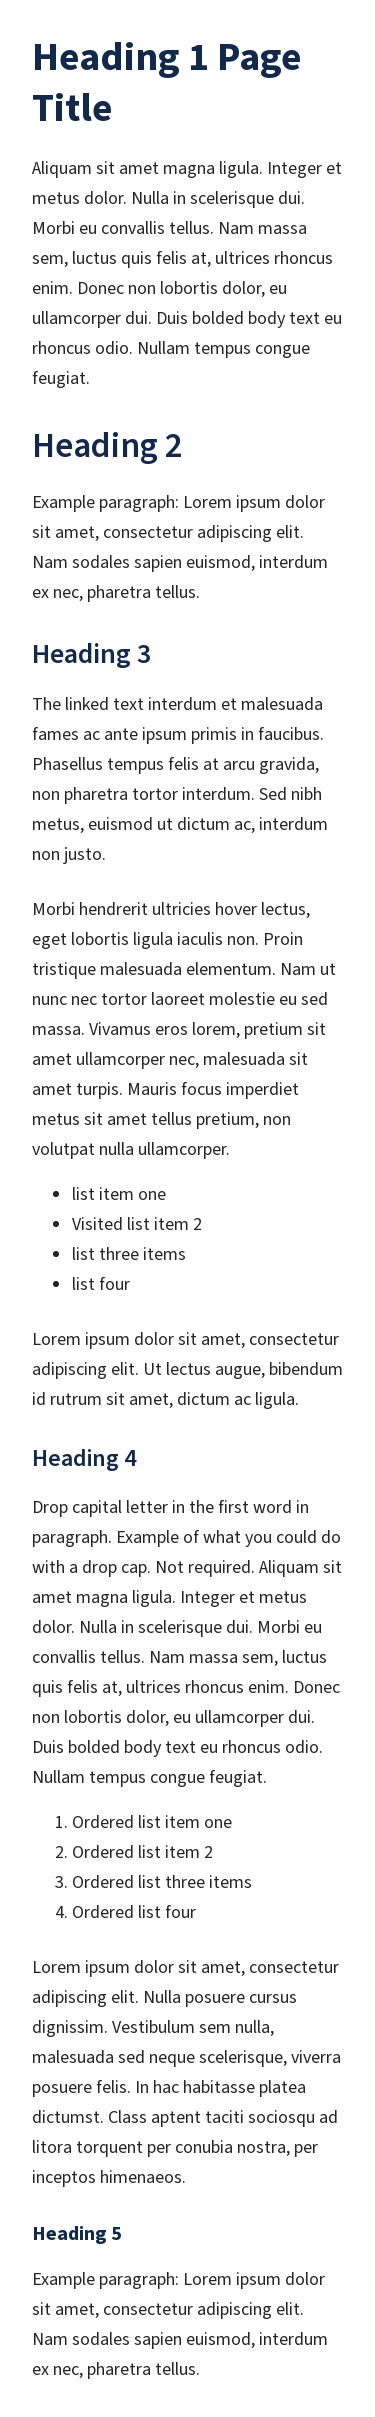 Heading 1 Page
Title
Aliquam sit amet magna ligula. Integer et
metus dolor. Nulla in scelerisque dui.
Morbi eu convallis tellus. Nam massa
sem, luctus quis felis at, ultrices rhoncus
enim. Donec non lobortis dolor, eu
ullamcorper dui. Duis bolded body text eu
rhoncus odio. Nullam tempus congue
feugiat.
Heading 2
Example paragraph: Lorem ipsum dolor
sit amet, consectetur adipiscing elit.
Nam sodales sapien euismod, interdum
ex nec, pharetra tellus.
Heading 3
The linked text interdum et malesuada
fames ac ante ipsum primis in faucibus.
Phasellus tempus felis at arcu gravida,
non pharetra tortor interdum. Sed nibh
metus, euismod ut dictum ac, interdum
non justo.
Morbi hendrerit ultricies hover lectus,
eget lobortis ligula iaculis non. Proin
tristique malesuada elementum. Nam ut
nunc nec tortor laoreet molestie eu sed
massa. Vivamus eros lorem, pretium sit
amet ullamcorper nec, malesuada sit
amet turpis. Mauris focus imperdiet
metus sit amet tellus pretium, non
volutpat nulla ullamcorper.
• list item one
• Visited list item 2
• list three items
• list four
Lorem ipsum dolor sit amet, consectetur
adipiscing elit. Ut lectus augue, bibendum
id rutrum sit amet, dictum ac ligula.
Heading 4
Drop capital letter in the first word in
paragraph. Example of what you could do
with a drop cap. Not required. Aliquam sit
amet magna ligula. Integer et metus
dolor. Nulla in scelerisque dui. Morbi eu
convallis tellus. Nam massa sem, luctus
quis felis at, ultrices rhoncus enim. Donec
non lobortis dolor, eu ullamcorper dui.
Duis bolded body text eu rhoncus odio.
Nullam tempus congue feugiat.
1. Ordered list item one
2. Ordered list item 2
3. Ordered list three items
4. Ordered list four
Lorem ipsum dolor sit amet, consectetur
adipiscing elit. Nulla posuere cursus
dignissim. Vestibulum sem nulla,
malesuada sed neque scelerisque, viverra
posuere felis. In hac habitasse platea
dictumst. Class aptent taciti sociosqu ad
litora torquent per conubia nostra, per
inceptos himenaeos.
Heading 5
Example paragraph: Lorem ipsum dolor
sit amet, consectetur adipiscing elit.
Nam sodales sapien euismod, interdum
ex nec, pharetra tellus.